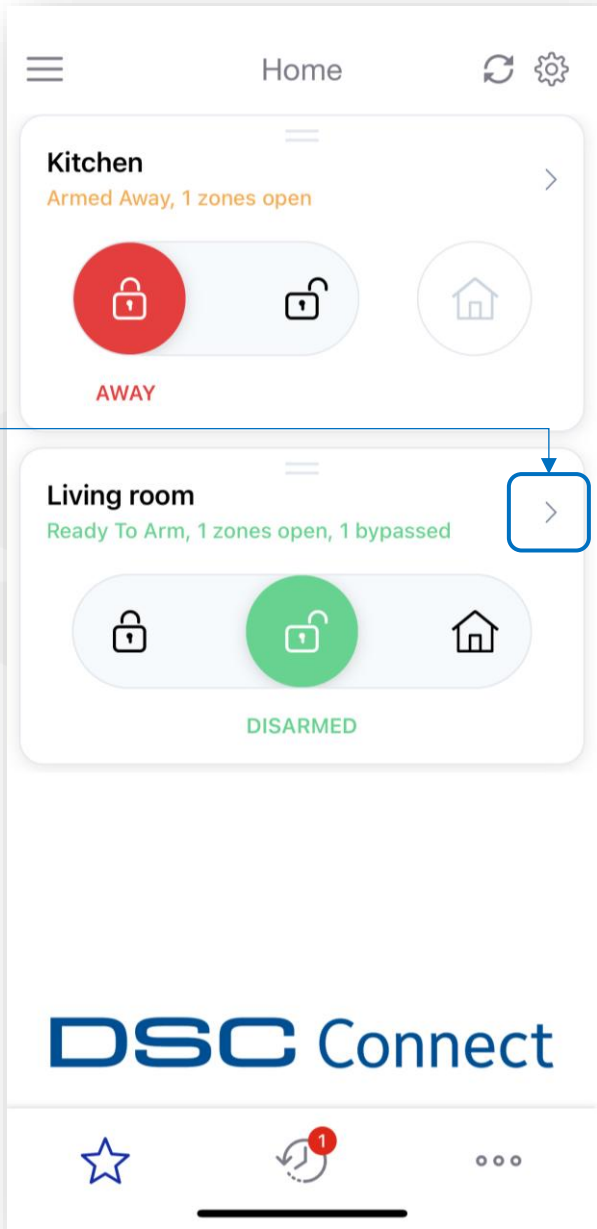 Home
Kitchen
Armed Away, 1 zones open
AWAY
Living room
Ready To Arm, 1 zones open, 1 bypassed
DISARMED
DSC Connect
1